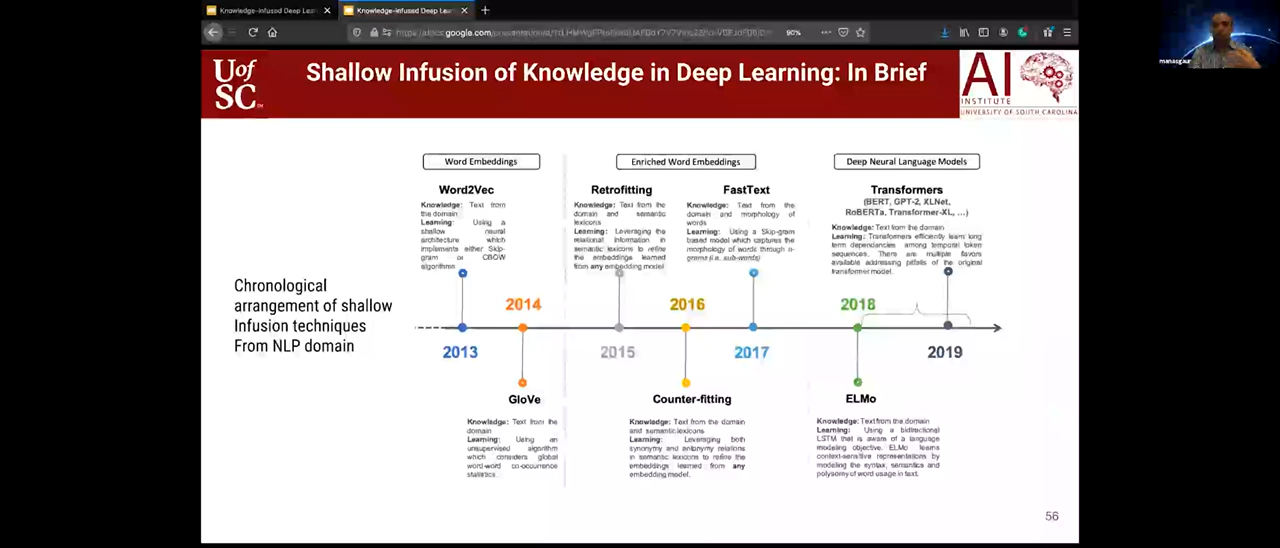 Knowledge-infused Deep Lear
Knowledge-infused Deep Lea
90%
manasgaur
UofSC
Shallow Infusion of Knowledge in Deep Learning: In Brief
AI
INSTITUTE
UNIVERSITY OF SOUTH CAROLINA
Word Embeddings
Enriched Word Embeddings
Deep Neural Language Models
Word2Vec
Knowledge: Text from
the domain
Learning: Using a
shallow neural
architecture which
implements either Skip-
gram or CBOW
algorithms
Retrofitting
Knowledge: Text from the
domain and semantic
lexicons
Learning: Leveraging the
relational information in
semantic lexicons to refine
the embeddings learned
from any embedding model
FastText
Knowledge: Text from the
domain and morphology of
words
Learning: Using a Skip-gram
based model which captures the
morphology of words through n-
grams (i.e., sub-words)
Transformers
(BERT, GPT-2, XLNet,
RoBERTa, Transformer-XL, ...)
Knowledge: Text from the domain
Learning: Transformers efficiently learn long
term dependencies among temporal token
sequences. There are multiple favors
available addressing pitfalls of the original
transformer model.
Chronological
arrangement of shallow
Infusion techniques
From NLP domain
2013
2014
2015
2016
2017
2018
2019
GloVe
Knowledge: Text from the
domain
Learning: Using an
unsupervised algorithm
which considers global
word-word co-occurrence
statistics.
Counter-fitting
Knowledge: Text from the domain
and semantic lexicons
Learning: Leveraging both
synonymy and antonymy relations
in semantic lexicons to refine the
embeddings learned from any
embedding model.
ELMo
Knowledge: Text from the domain
Learning: Using a bidirectional
LSTM that is aware of a language
modeling objective. ELMo learns
context-sensitive representations by
modeling the syntax, semantics and
polysemy of word usage in text.
56